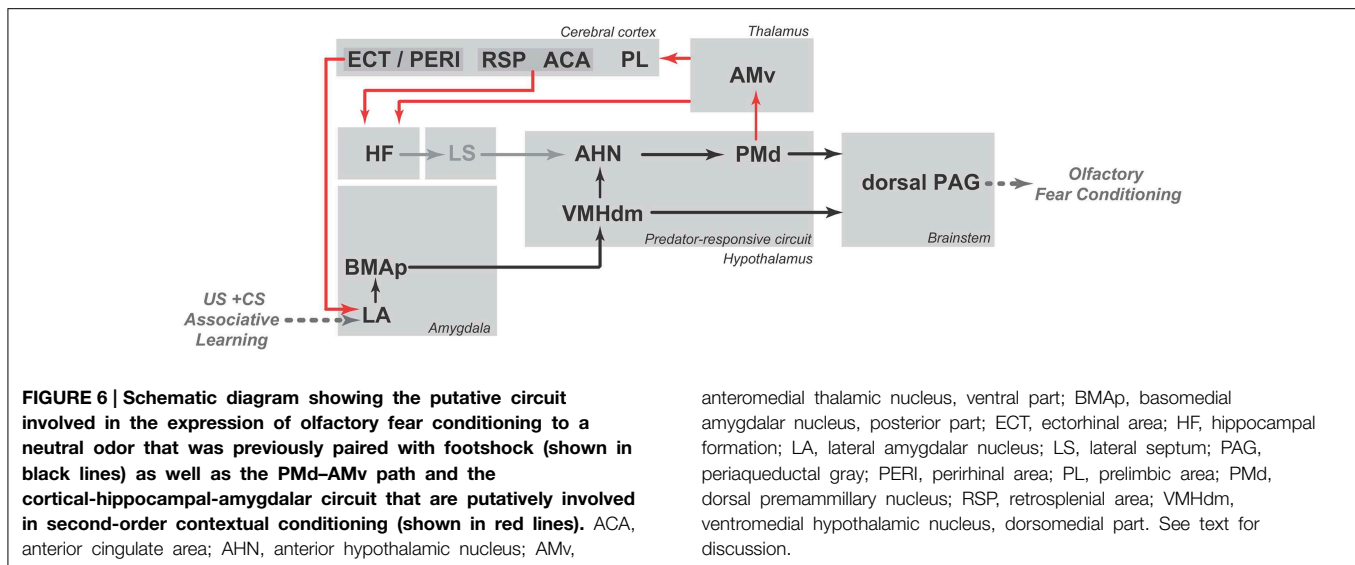 Cerebral cortex
Thalamus
ECT / PERI RSP ACA PL
AMv
HF LS AHN PMd
dorsal PAG
Olfactory
Fear Conditioning
VMHdm
Predator-responsive circuit
Hypothalamus
Brainstem
BMAp
US +CS
Associative
Learning
LA
Amygdala
FIGURE 6 | Schematic diagram showing the putative circuit
involved in the expression of olfactory fear conditioning to a
neutral odor that was previously paired with footshock (shown in
black lines) as well as the PMd–AMv path and the
cortical-hippocampal-amygdalar circuit that are putatively involved
in second-order contextual conditioning (shown in red lines). ACA,
anterior cingulate area; AHN, anterior hypothalamic nucleus; AMv,
anteromedial thalamic nucleus, ventral part; BMAp, basomedial
amygdalar nucleus, posterior part; ECT, ectorhinal area; HF, hippocampal
formation; LA, lateral amygdalar nucleus; LS, lateral septum; PAG,
periaqueductal gray; PERI, perirhinal area; PL, prelimbic area; PMd,
dorsal premammillary nucleus; RSP, retrosplenial area; VMHdm,
ventromedial hypothalamic nucleus, dorsomedial part. See text for
discussion.